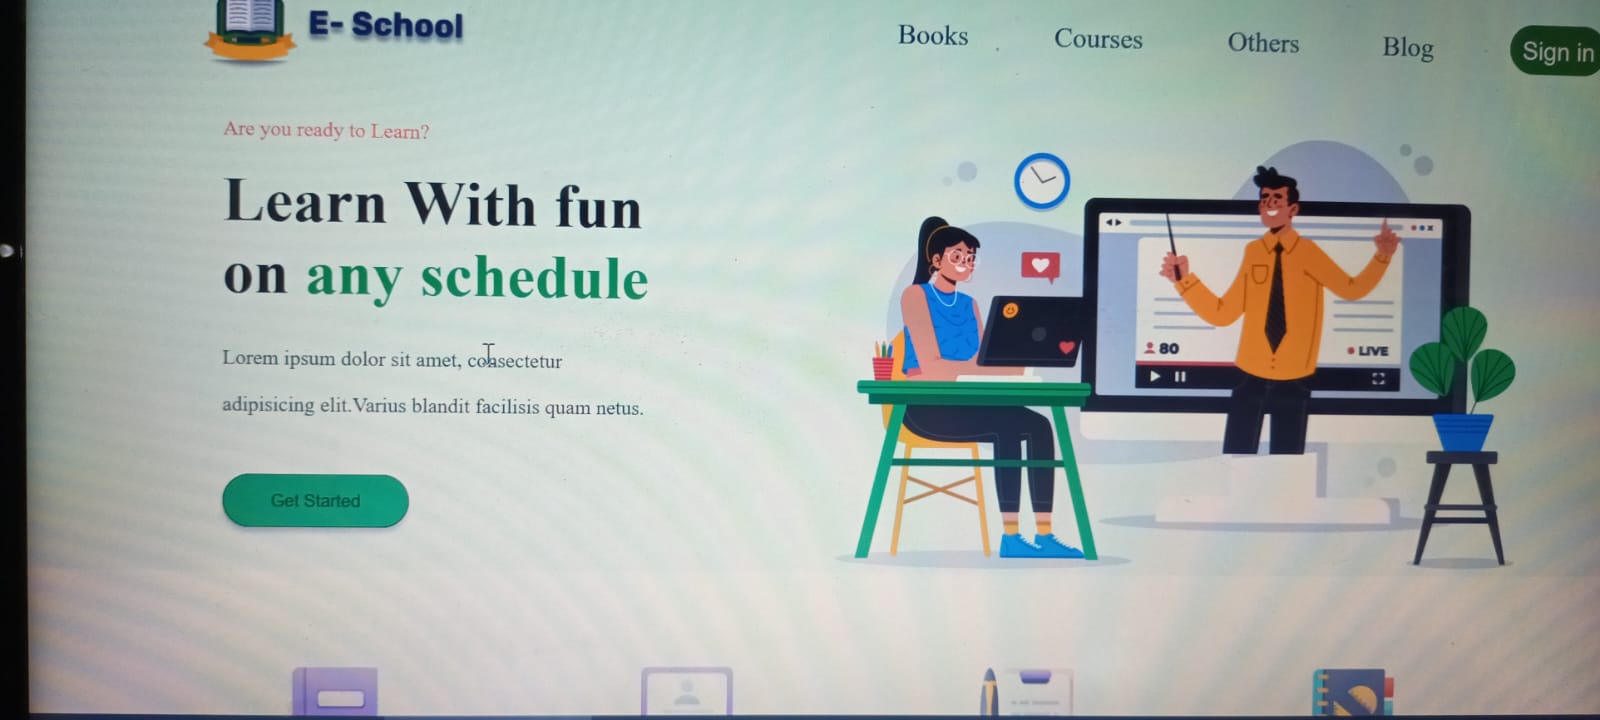 E- School
Books
Courses
Others
Blog
Sign in
Are you ready to Learn?
Learn With fun
on any schedule
Lorem ipsum dolor sit amet, consectetur
adipisicing elit.Varius blandit facilisis quam netus.
Get Started
80
LIVE